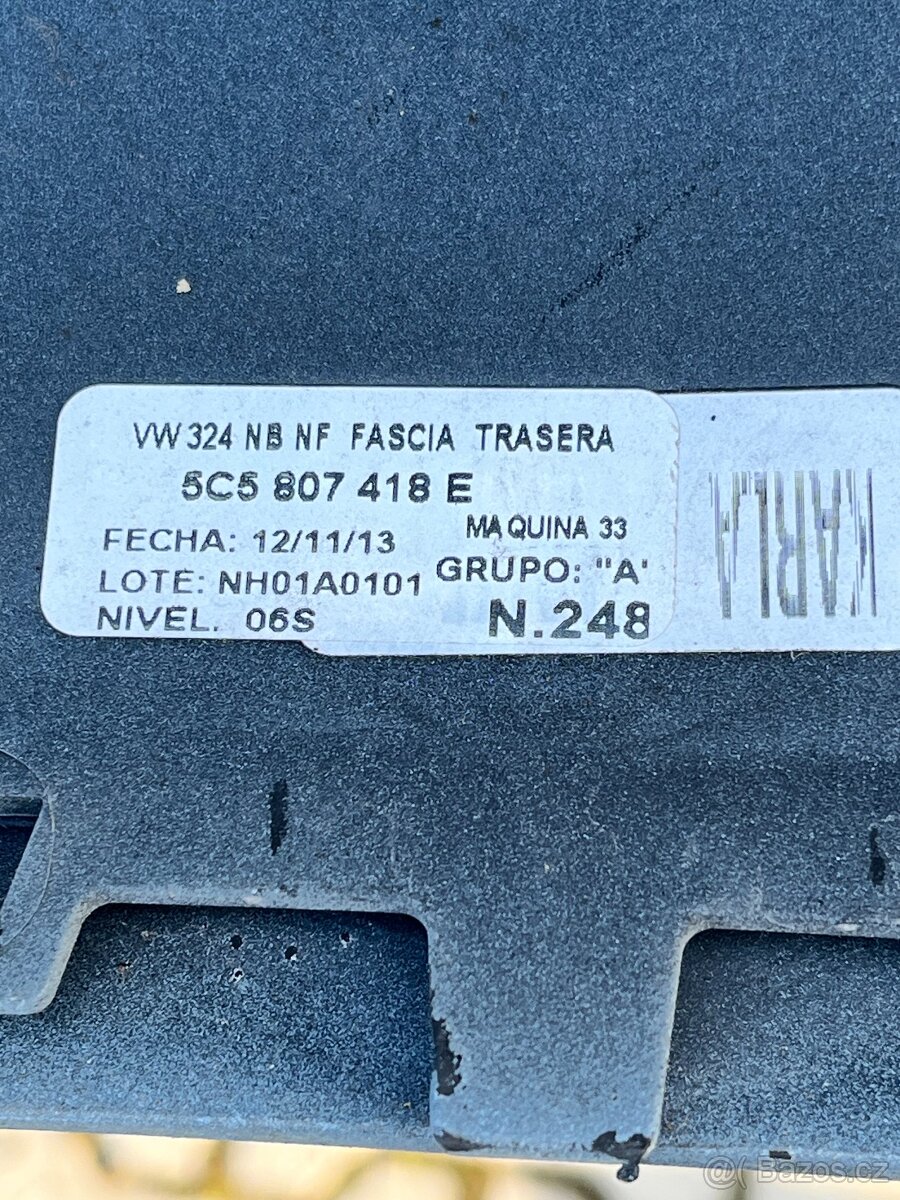 VW 324 NB NF FASCIA TRASERA
5C5 807 418 E
FECHA: 12/11/13
MAQUINA 33
LOTE: NH01A0101
GRUPO: "A'
NIVEL. 06S
N.248
@( Bazos.cz